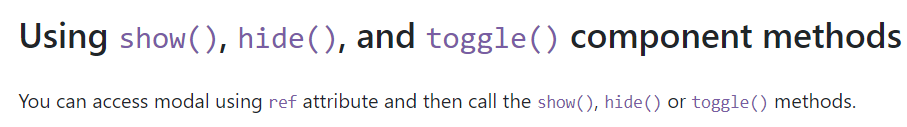 Using show(), hide(), and toggle() component methods
You can access modal using ref attribute and then call the show(), hide() or toggle() methods.